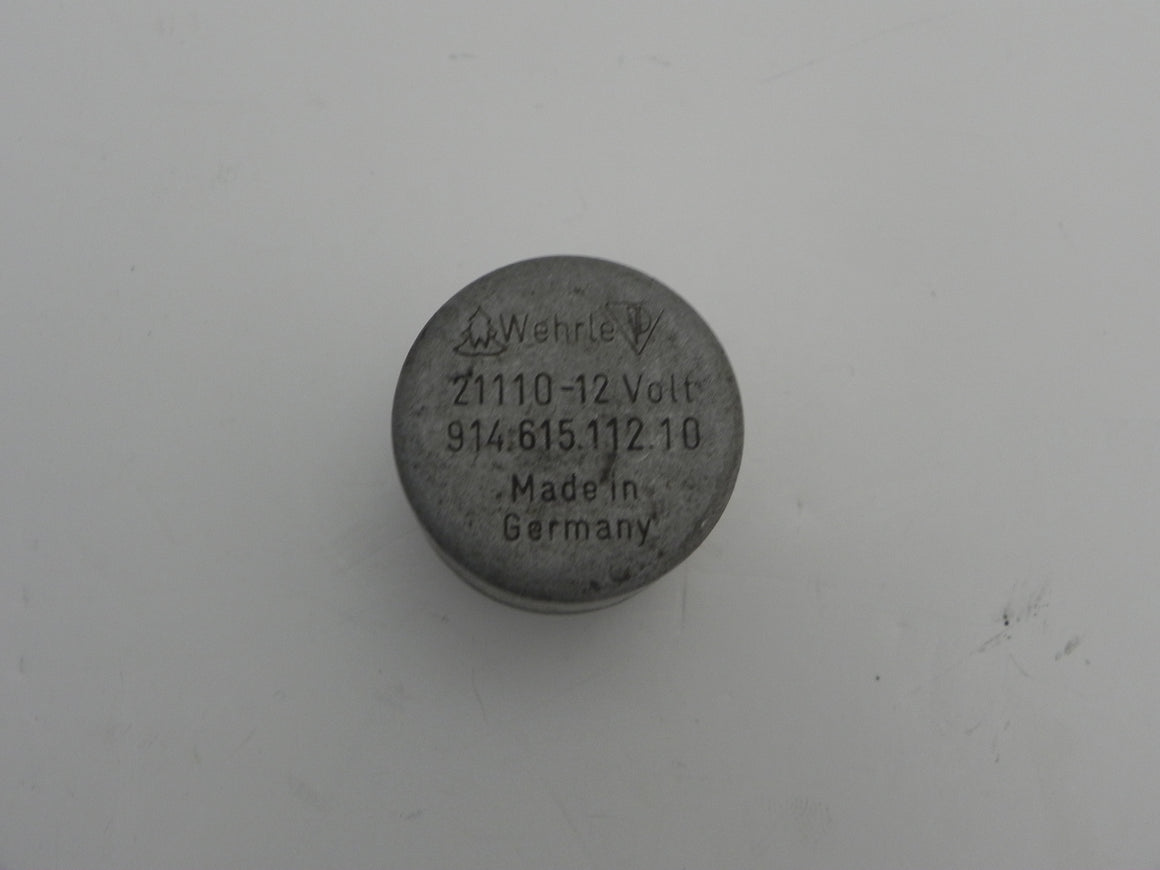 Wehrle
21110-12 Volt
914.615.112.10
Made in
Germany